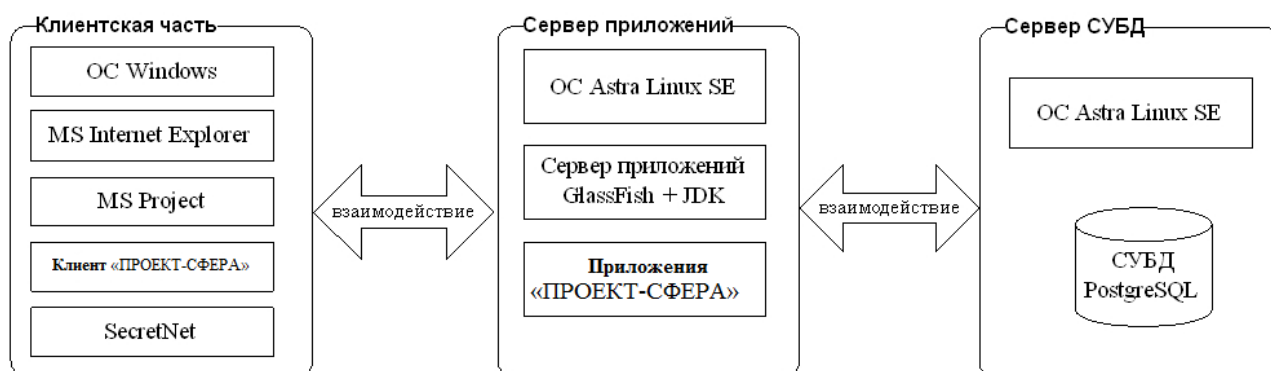 Клиентская часть
ОС Windows
MS Internet Explorer
MS Project
Клиент «ПРОЕКТ-СФЕРА»
SecretNet
взаимодействие
Сервер приложений
ОС Astra Linux SE
Сервер приложений
GlassFish + JDK
Приложения
«ПРОЕКТ-СФЕРА»
взаимодействие
Сервер СУБД
ОС Astra Linux SE
СУБД
PostgreSQL